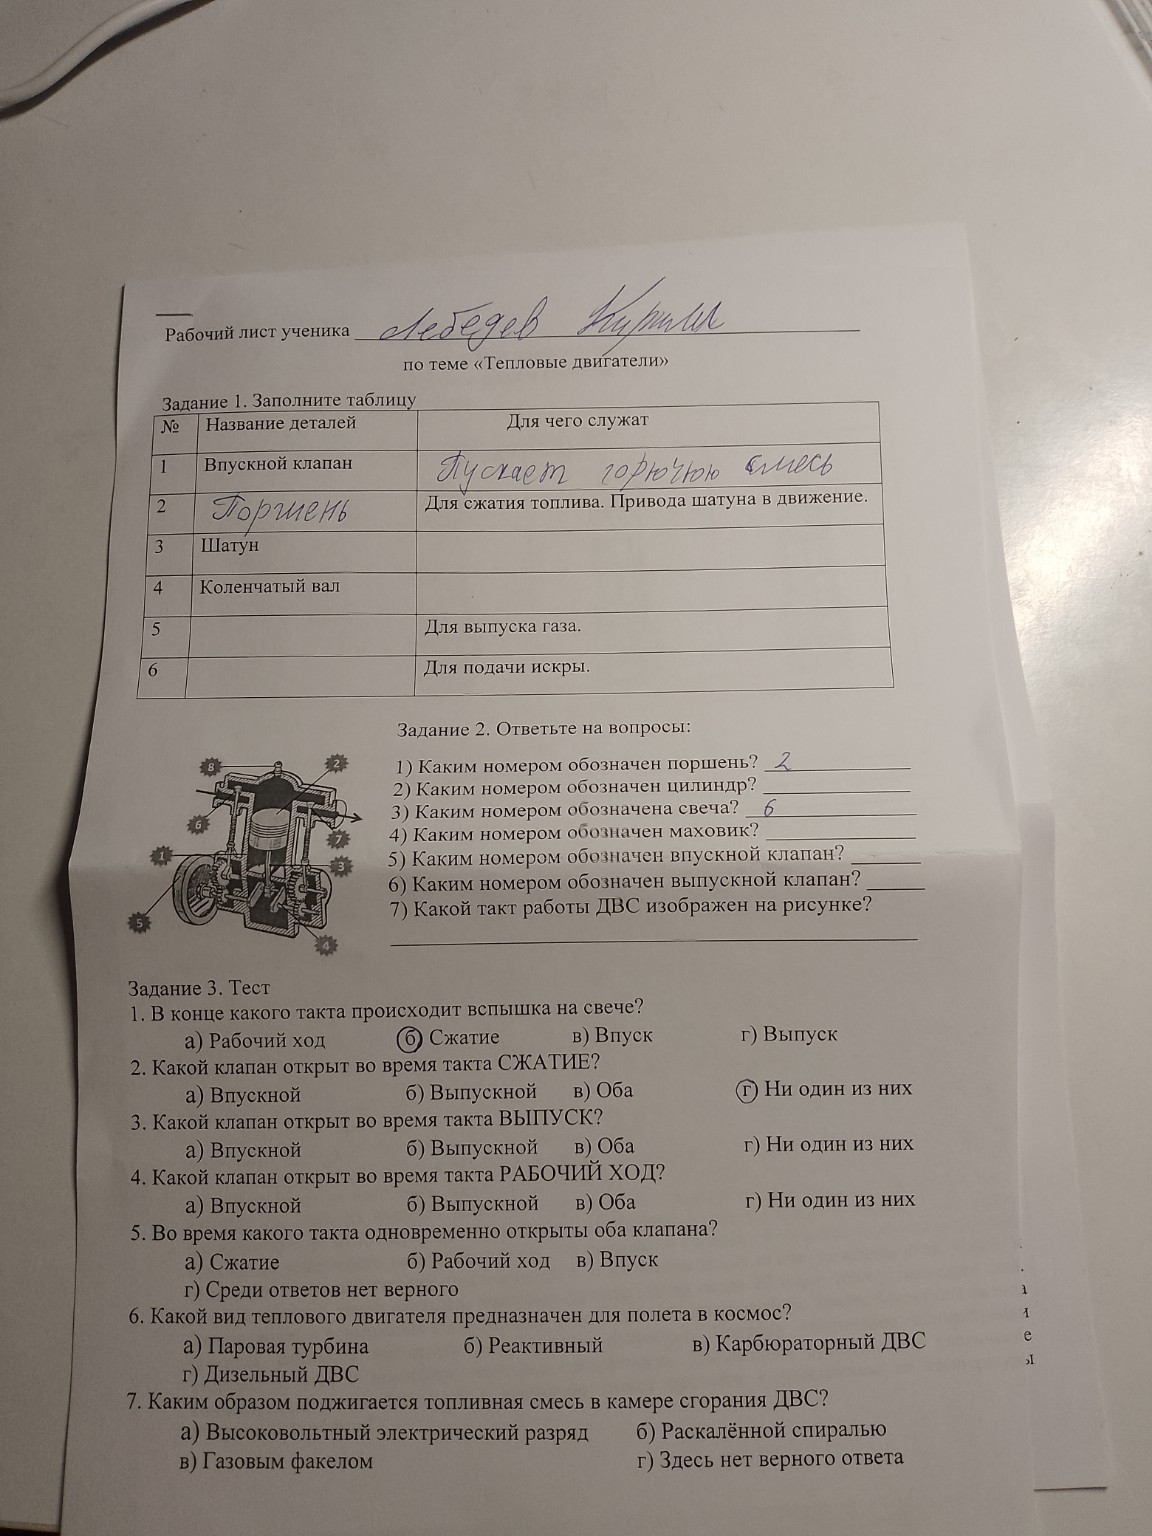 Рабочий лист ученика Лебедев Кирилл
по теме «Тепловые двигатели»
Задание 1. Заполните таблицу
№ Название деталей Для чего служат
1 Впускной клапан Пускает горючюю смесь
2 Поршень Для сжатия топлива. Привода шатуна в движение.
3 Шатун
4 Коленчатый вал
5 Для выпуска газа.
6 Для подачи искры.
Задание 2. Ответьте на вопросы:
1) Каким номером обозначен поршень? 2
2) Каким номером обозначен цилиндр?
3) Каким номером обозначена свеча? 6
4) Каким номером обозначен маховик?
5) Каким номером обозначен впускной клапан?
6) Каким номером обозначен выпускной клапан?
7) Какой такт работы ДВС изображен на рисунке?
8 2
6 7
1 3
5 4
Задание 3. Тест
1. В конце какого такта происходит вспышка на свече?
а) Рабочий ход б) Сжатие в) Впуск г) Выпуск
2. Какой клапан открыт во время такта СЖАТИЕ?
а) Впускной б) Выпускной в) Оба г) Ни один из них
3. Какой клапан открыт во время такта ВЫПУСК?
а) Впускной б) Выпускной в) Оба г) Ни один из них
4. Какой клапан открыт во время такта РАБОЧИЙ ХОД?
а) Впускной б) Выпускной в) Оба г) Ни один из них
5. Во время какого такта одновременно открыты оба клапана?
а) Сжатие б) Рабочий ход в) Впуск
г) Среди ответов нет верного
6. Какой вид теплового двигателя предназначен для полета в космос?
а) Паровая турбина б) Реактивный в) Карбюраторный ДВС
г) Дизельный ДВС
7. Каким образом поджигается топливная смесь в камере сгорания ДВС?
а) Высоковольтный электрический разряд б) Раскалённой спиралью
в) Газовым факелом г) Здесь нет верного ответа